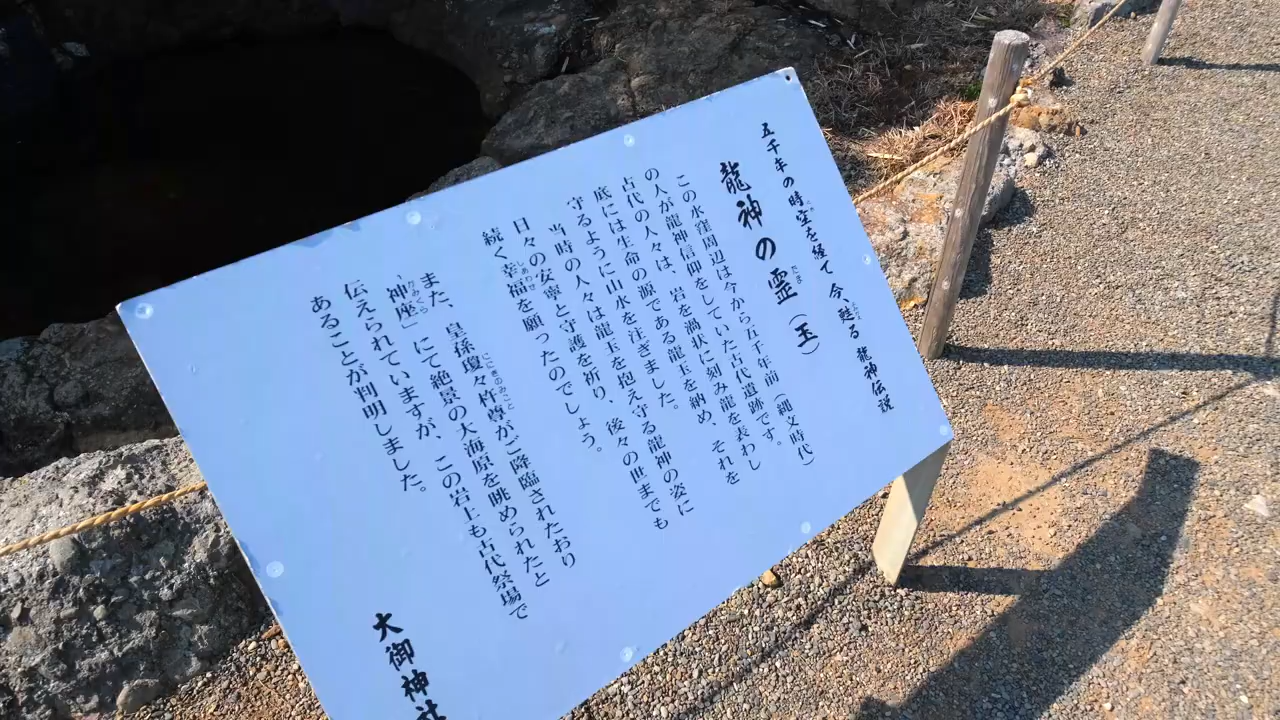 五千年の時空を経て今、甦る 龍神伝説
龍神の霊(玉)
この水窪周辺は今から五千年前(縄文時代)
の人が龍神信仰をしていた古代遺跡です。
古代の人々は、岩を渦状に刻み龍を表わし
底には生命の源である龍玉を納め、それを
守るように山水を注ぎました。
当時の人々は龍玉を抱え守る龍神の姿に
日々の安寧と守護を祈り、後々の世までも
続く幸福を願ったのでしょう。
また、皇孫瓊々杵尊がご降臨されたおり
「神座」にて絶景の大海原を眺められたと
伝えられていますが、この岩上も古代祭場で
あることが判明しました。
大御神社